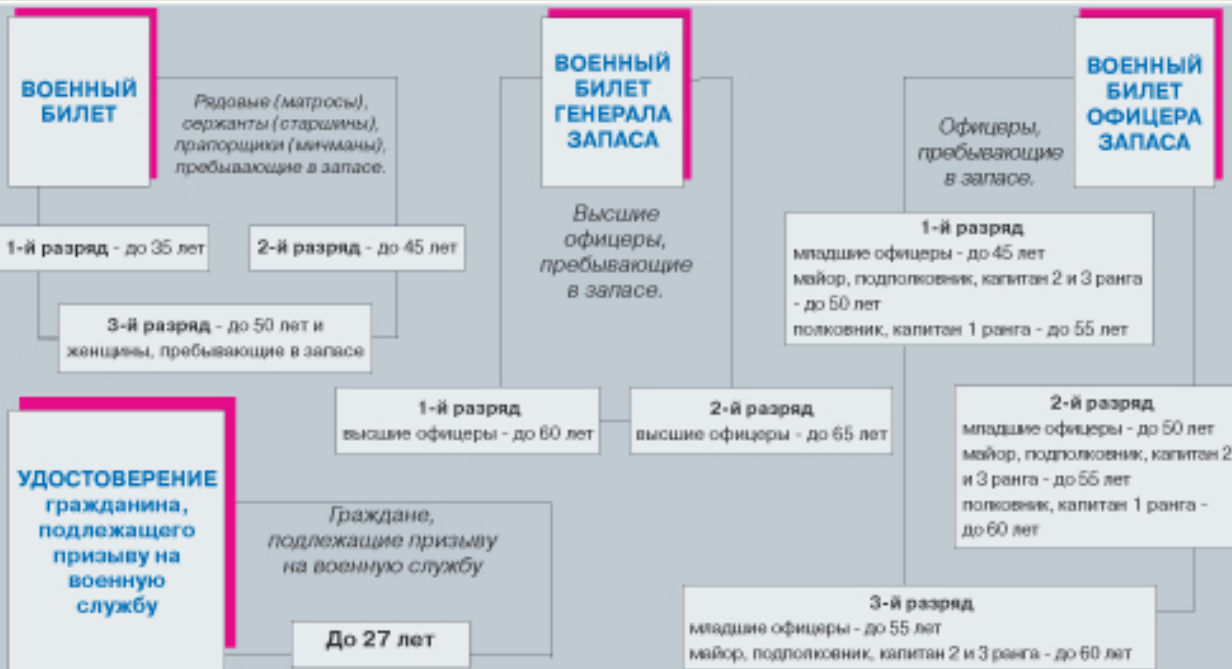 ВОЕННЫЙ
БИЛЕТ
Рядовые (матросы),
сержанты (старшины),
прапорщики (мичманы),
пребывающие в запасе.
1-й разряд - до 35 лет
2-й разряд - до 45 лет
3-й разряд - до 50 лет и
женщины, пребывающие в запасе
ВОЕННЫЙ
БИЛЕТ
ГЕНЕРАЛА
ЗАПАСА
Высшие
офицеры,
пребывающие
в запасе.
1-й разряд
высшие офицеры - до 60 лет
2-й разряд
высшие офицеры - до 65 лет
ВОЕННЫЙ
БИЛЕТ
ОФИЦЕРА
ЗАПАСА
Офицеры,
пребывающие
в запасе.
1-й разряд
младшие офицеры - до 45 лет
майор, подполковник, капитан 2 и 3 ранга
- до 50 лет
полковник, капитан 1 ранга - до 55 лет
2-й разряд
младшие офицеры - до 50 лет
майор, подполковник, капитан 2
и 3 ранга - до 55 лет
полковник, капитан 1 ранга -
до 60 лет
3-й разряд
младшие офицеры - до 55 лет
майор, подполковник, капитан 2 и 3 ранга - до 60 лет
УДОСТОВЕРЕНИЕ
гражданина,
подлежащего
призыву на
военную
службу
Граждане,
подлежащие призыву
на военную службу
До 27 лет